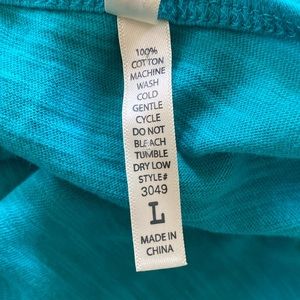 100%
COTTON
MACHINE
WASH
COLD
GENTLE
CYCLE
DO NOT
BLEACH
TUMBLE
DRY LOW
STYLE#
3049
L
MADE IN
CHINA